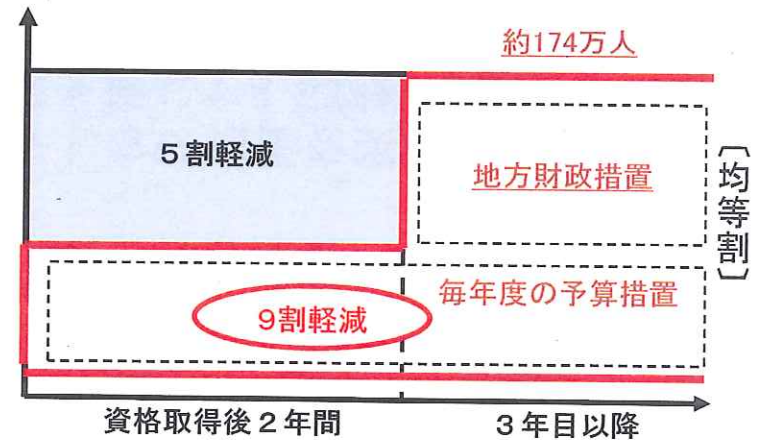 約174万人
５割軽減
地方財政措置
〔均等割〕
毎年度の予算措置
9割軽減
資格取得後２年間
３年目以降